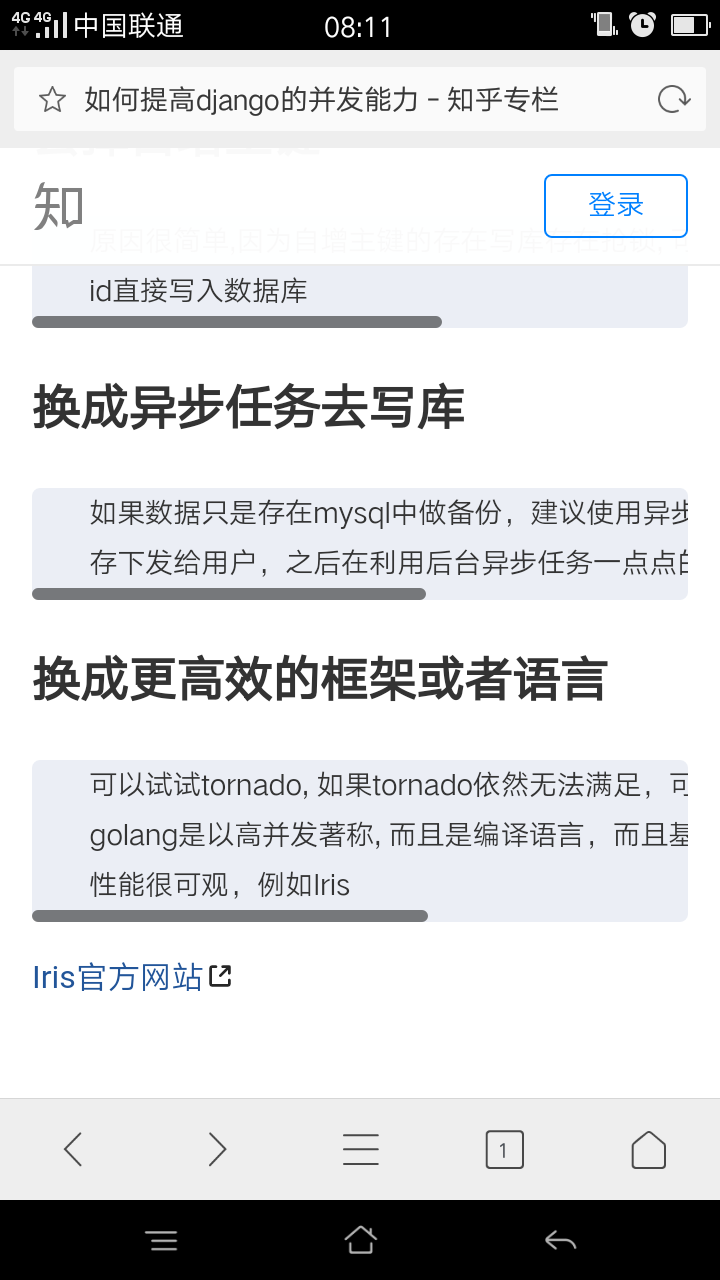 4G 4G 中国联通 08:11
如何提高django的并发能力 - 知乎专栏
知 登录
原因很简单,因为自增主键的存在写库存在抢锁,
id直接写入数据库
换成异步任务去写库
如果数据只是存在mysql中做备份，建议使用异步
存下发给用户，之后在利用后台异步任务一点点的
换成更高效的框架或者语言
可以试试tornado, 如果tornado依然无法满足，可
golang是以高并发著称, 而且是编译语言，而且基
性能很可观，例如Iris
Iris官方网站
1